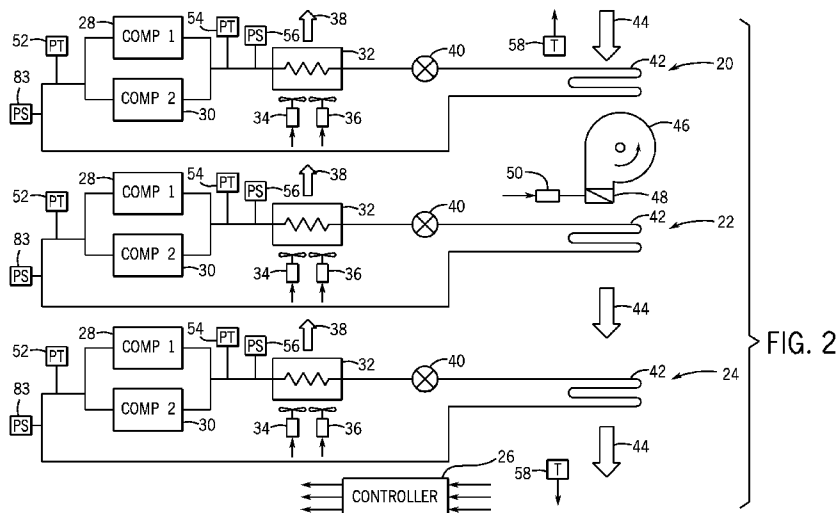 28 54 56 38 58 44
52 PT COMP 1 PT PS 32 40 T 42 20
83 PS COMP 2 30 34 36 46
50
52 PT 28 COMP 1 54 PT 56 PS 38 32 40 48 42 22
83 PS COMP 2 30 34 36 44
52 PT 28 COMP 1 54 PT 56 PS 38 32 40 42 24 FIG. 2
83 PS COMP 2 30 34 36 44
26 58 T
CONTROLLER